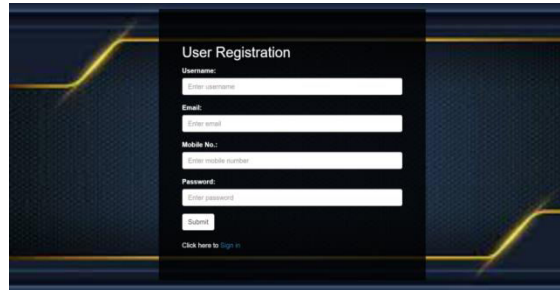 User Registration
Username:
Enter username
Email:
Enter email
Mobile No.:
Enter mobile number
Password:
Enter password
Submit
Click here to Sign in